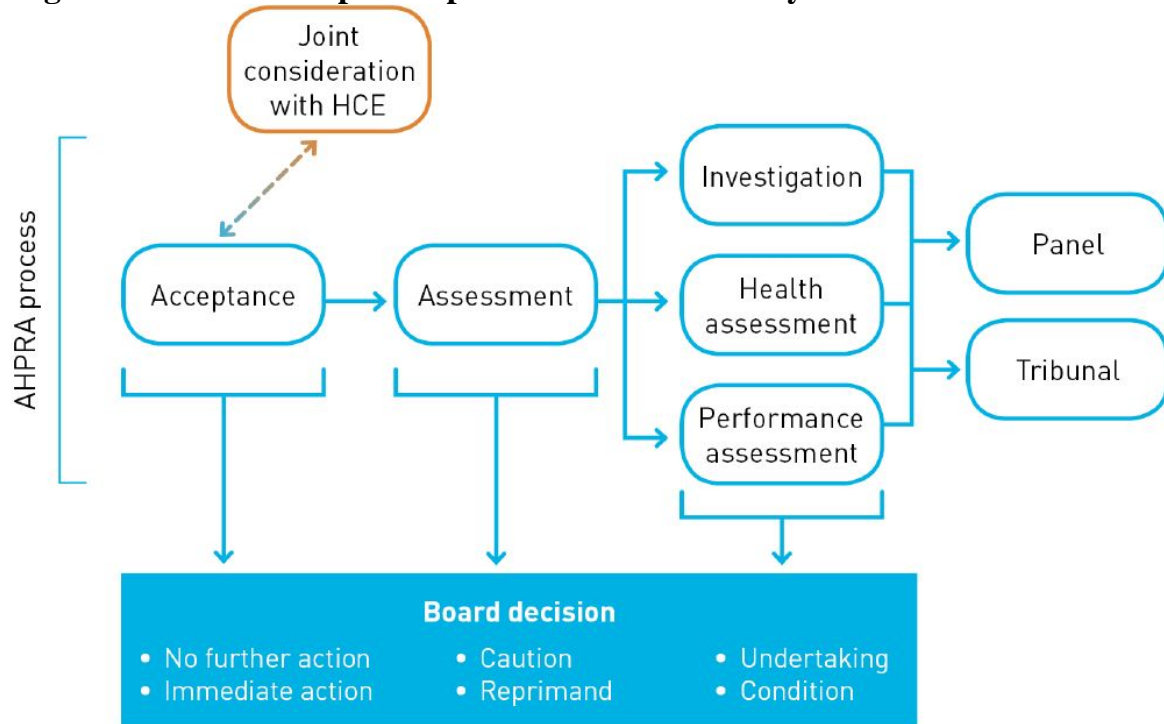 Joint
consideration
with HCE
AHPRA process
Acceptance
Assessment
Investigation
Health
assessment
Performance
assessment
Panel
Tribunal
Board decision
• No further action
• Immediate action
• Caution
• Reprimand
• Undertaking
• Condition